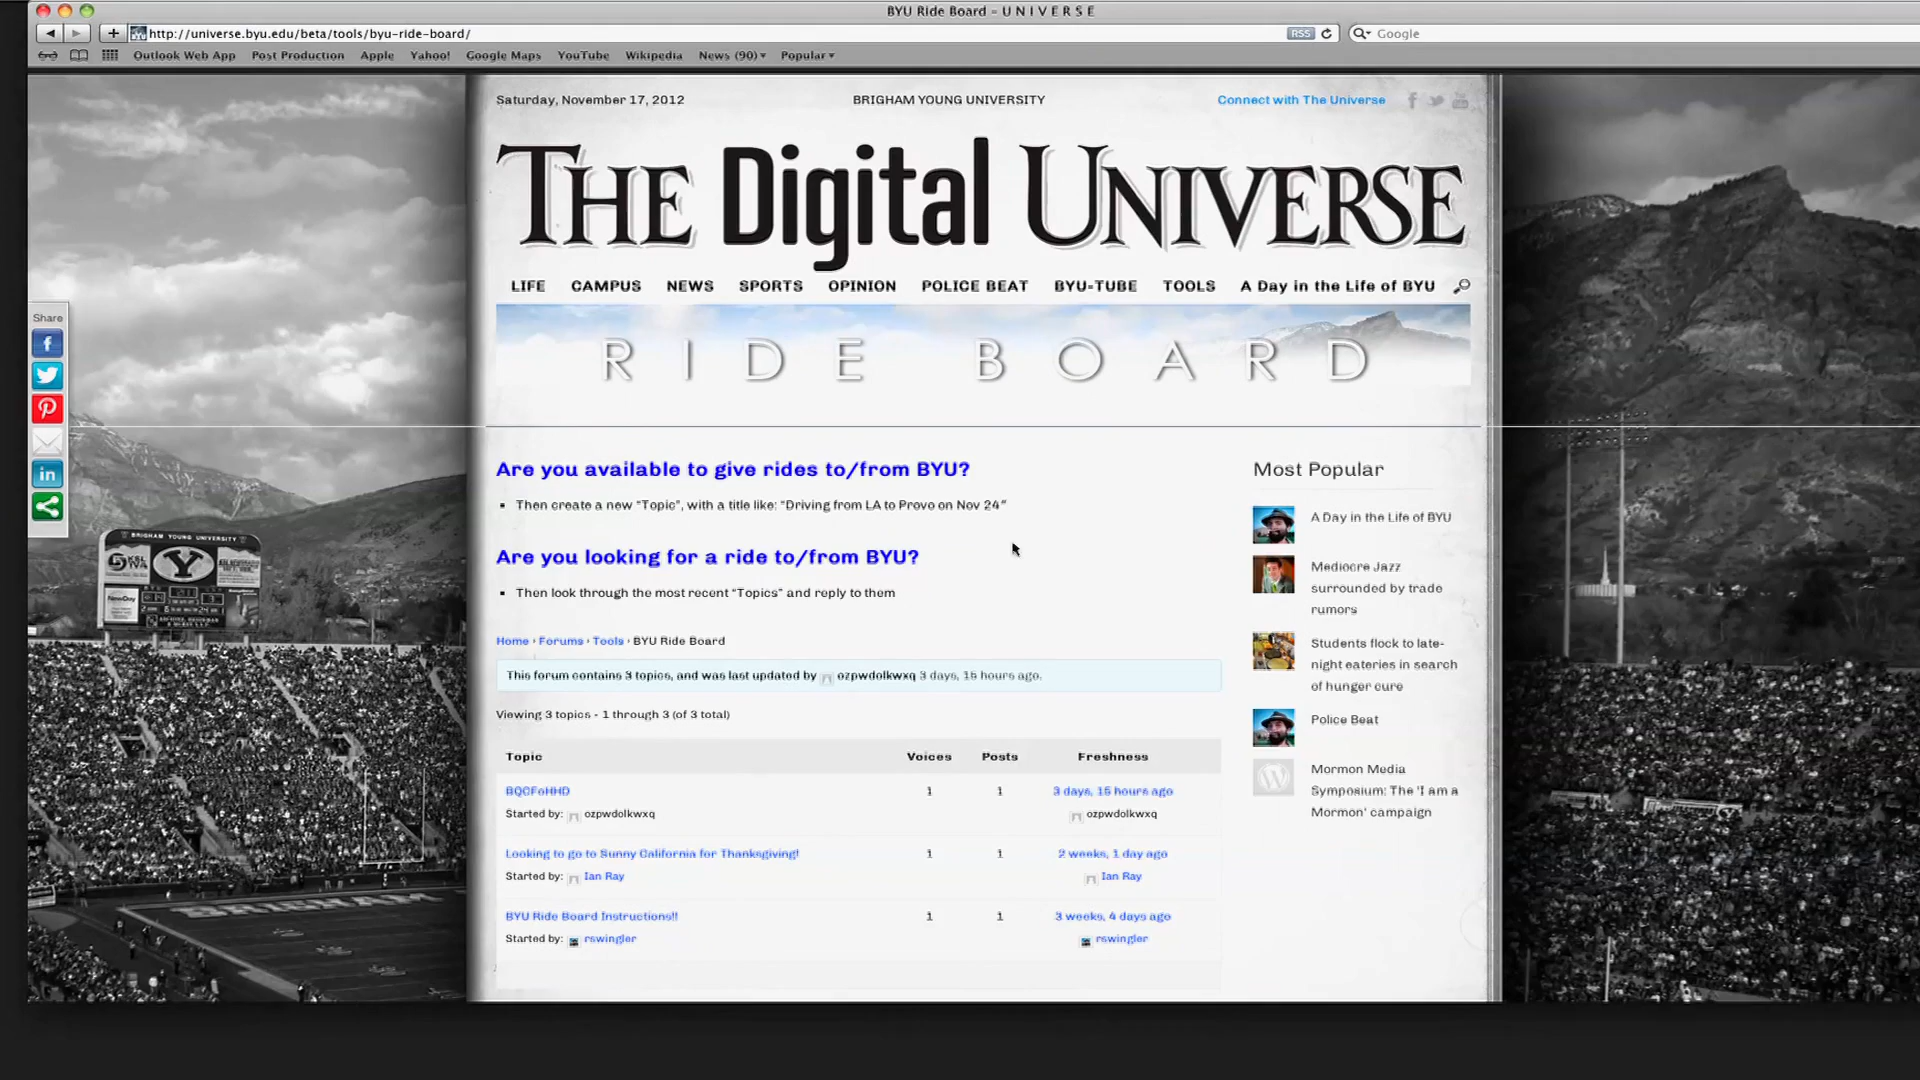 BYU Ride Board – U N I V E R S E
http://universe.byu.edu/beta/tools/byu-ride-board/
RSS
Google
Outlook Web App Post Production Apple Yahoo! Google Maps YouTube Wikipedia News (90) Popular
Saturday, November 17, 2012
BRIGHAM YOUNG UNIVERSITY
Connect with The Universe
THE Digital UNIVERSE
LIFE CAMPUS NEWS SPORTS OPINION POLICE BEAT BYU-TUBE TOOLS A Day in the Life of BYU
RIDE BOARD
Share
Are you available to give rides to/from BYU?
Then create a new “Topic”, with a title like: “Driving from LA to Provo on Nov 24”
Are you looking for a ride to/from BYU?
Then look through the most recent “Topics” and reply to them
Home › Forums › Tools › BYU Ride Board
This forum contains 3 topics, and was last updated by ozpwdolkwxq 3 days, 15 hours ago.
Viewing 3 topics - 1 through 3 (of 3 total)
Topic Voices Posts Freshness
BQCFoHHD 1 1 3 days, 15 hours ago
Started by: ozpwdolkwxq ozpwdolkwxq
Looking to go to Sunny California for Thanksgiving! 1 1 2 weeks, 1 day ago
Started by: Ian Ray Ian Ray
BYU Ride Board Instructions!! 1 1 3 weeks, 4 days ago
Started by: rswingler rswingler
Most Popular
A Day in the Life of BYU
Mediocre Jazz
surrounded by trade
rumors
Students flock to late-
night eateries in search
of hunger cure
Police Beat
Mormon Media
Symposium: The 'I am a
Mormon' campaign
BRIGHAM YOUNG UNIVERSITY
KSL
Y
BRIGHAM